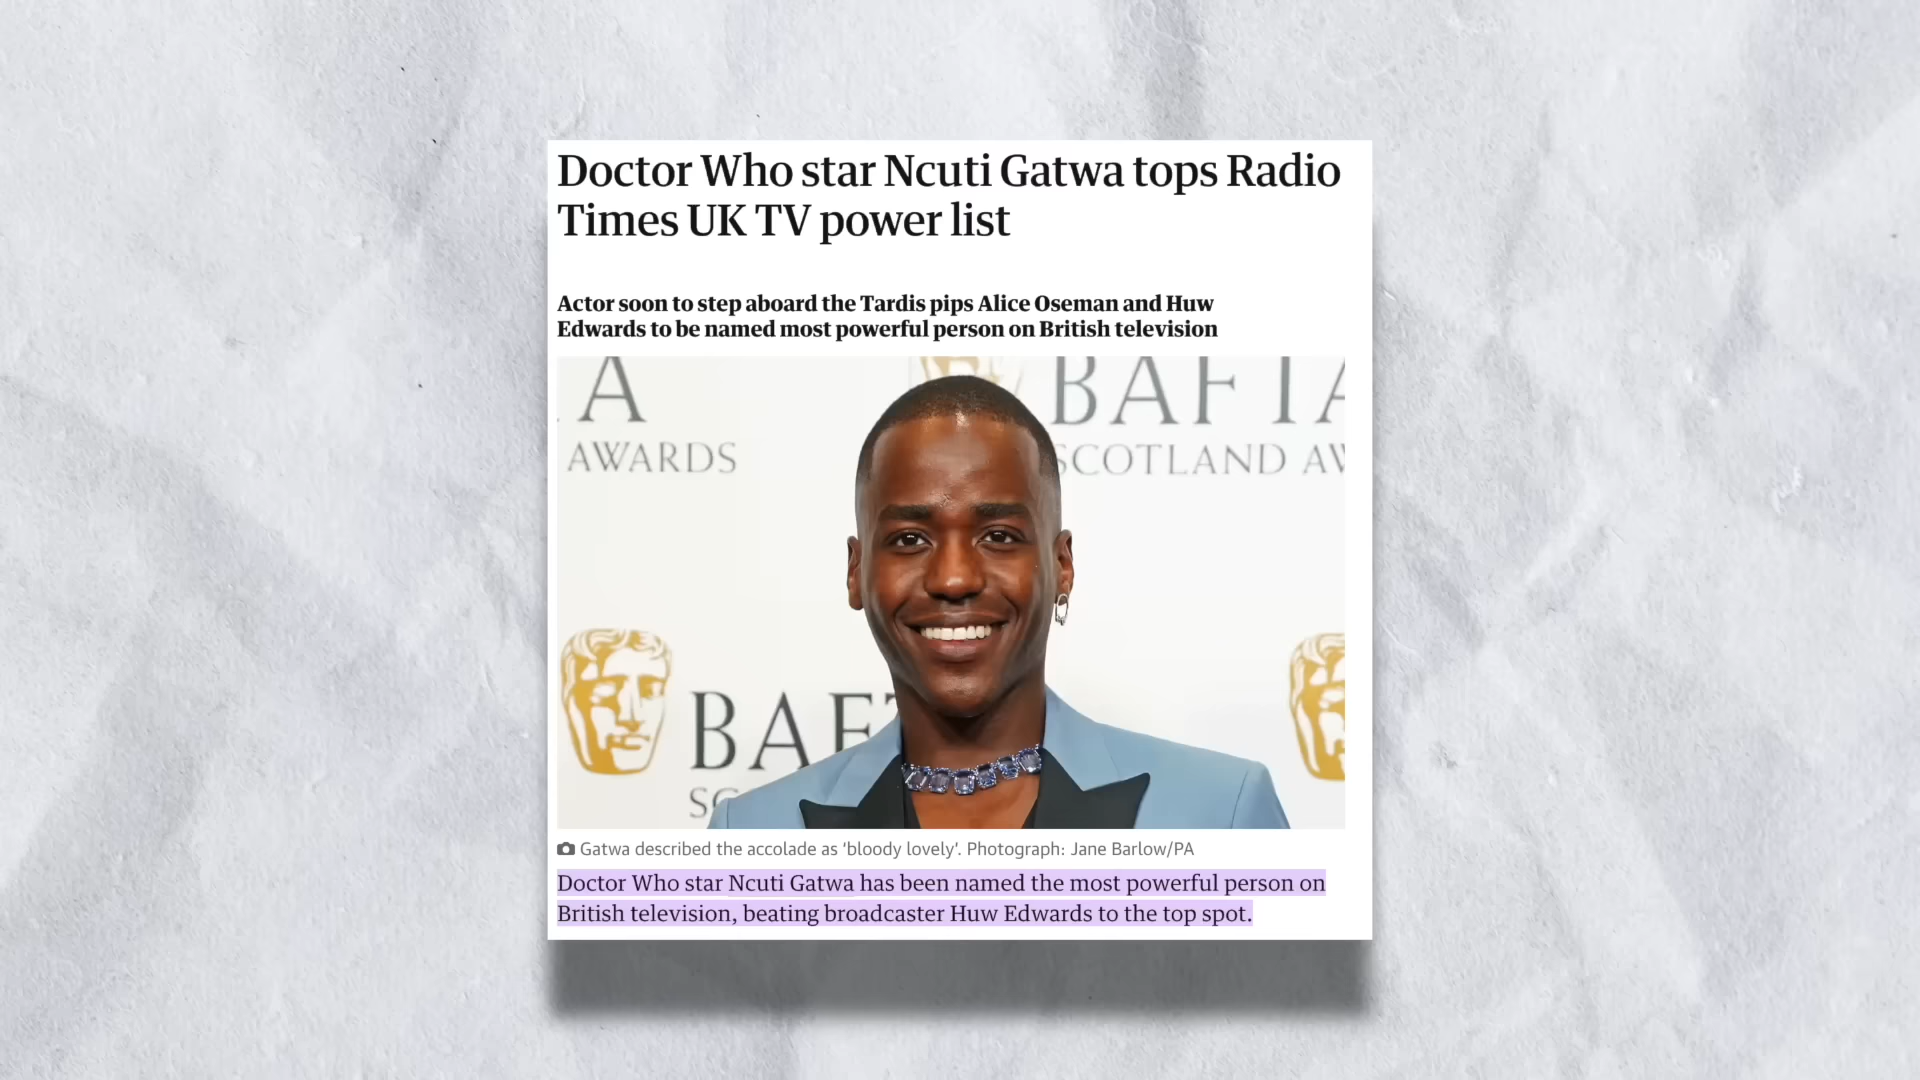 Doctor Who star Ncuti Gatwa tops Radio
Times UK TV power list
Actor soon to step aboard the Tardis pips Alice Oseman and Huw
Edwards to be named most powerful person on British television
A
BAFTA
AWARDS
SCOTLAND AW
BAF
SC
Gatwa described the accolade as ‘bloody lovely’. Photograph: Jane Barlow/PA
Doctor Who star Ncuti Gatwa has been named the most powerful person on
British television, beating broadcaster Huw Edwards to the top spot.